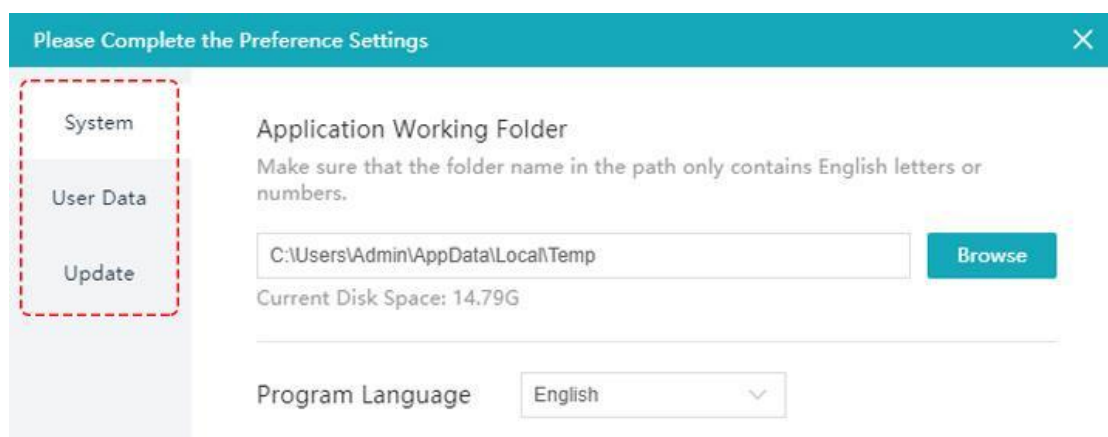 Please Complete the Preference Settings
System
User Data
Update
Application Working Folder
Make sure that the folder name in the path only contains English letters or
numbers.
C:\Users\Admin\AppData\Local\Temp
Browse
Current Disk Space: 14.79G
Program Language
English